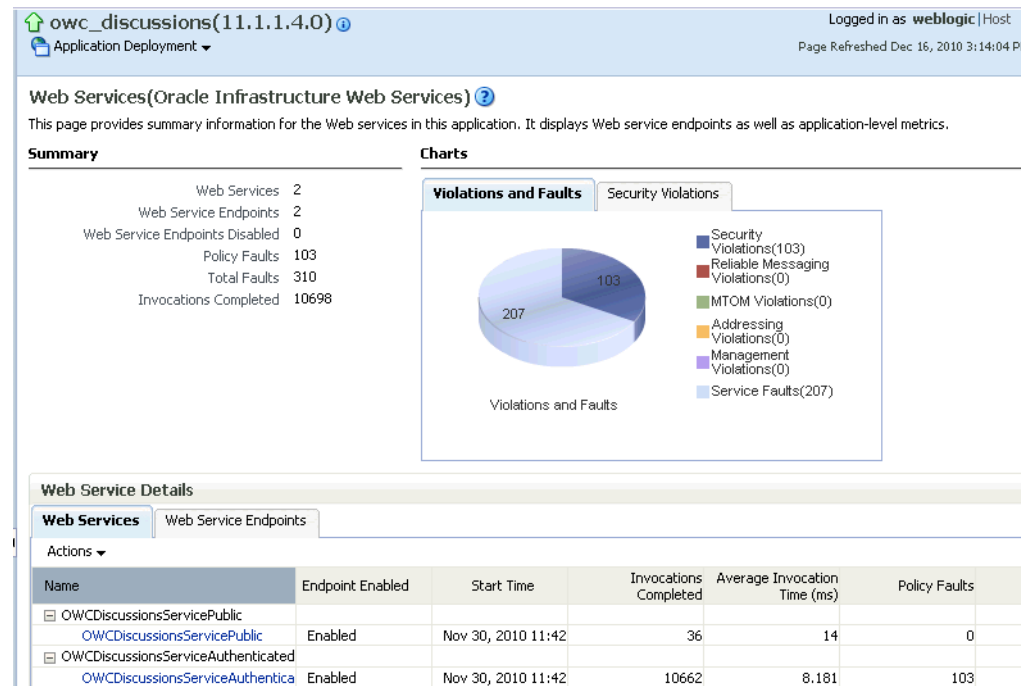 owc_discussions(11.1.1.4.0)
Logged in as weblogic|Host
Application Deployment
Page Refreshed Dec 16, 2010 3:14:04 P
Web Services(Oracle Infrastructure Web Services)
This page provides summary information for the Web services in this application. It displays Web service endpoints as well as application-level metrics.
Summary
Web Services 2
Web Service Endpoints 2
Web Service Endpoints Disabled 0
Policy Faults 103
Total Faults 310
Invocations Completed 10698
Charts
Violations and Faults Security Violations
103
207
Violations and Faults
Security
Violations(103)
Reliable Messaging
Violations(0)
MTOM Violations(0)
Addressing
Violations(0)
Management
Violations(0)
Service Faults(207)
Web Service Details
Web Services Web Service Endpoints
Actions
Name Endpoint Enabled Start Time Invocations Completed Average Invocation Time (ms) Policy Faults
OWCDiscussionsServicePublic
OWCDiscussionsServicePublic Enabled Nov 30, 2010 11:42 36 14 0
OWCDiscussionsServiceAuthenticated
OWCDiscussionsServiceAuthentica Enabled Nov 30, 2010 11:42 10662 8.181 103